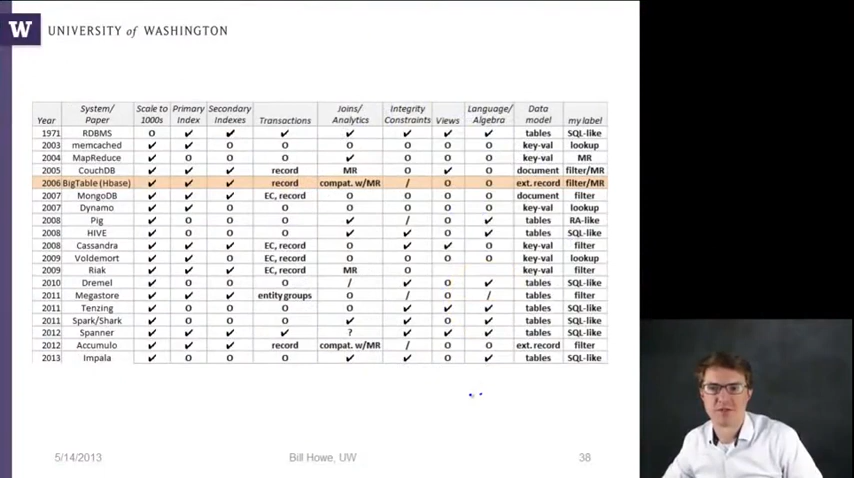 W UNIVERSITY of WASHINGTON
Year System/Paper Scale to 1000s Primary Index Secondary Indexes Transactions Joins/Analytics Integrity Constraints Views Language/Algebra Data model my label
1971 RDBMS O ✔ ✔ ✔ ✔ ✔ ✔ ✔ tables SQL-like
2003 memcached ✔ ✔ O O O O O O key-val lookup
2004 MapReduce ✔ O O O ✔ O O O key-val MR
2005 CouchDB ✔ ✔ ✔ record MR O ✔ O document filter/MR
2006 BigTable (Hbase) ✔ ✔ ✔ record compat. w/MR / O O ext. record filter/MR
2007 MongoDB ✔ ✔ ✔ EC, record O O O O document filter
2007 Dynamo ✔ ✔ O O O O O O key-val lookup
2008 Pig ✔ O O O ✔ / O ✔ tables RA-like
2008 HIVE ✔ O O O ✔ ✔ O ✔ tables SQL-like
2008 Cassandra ✔ ✔ ✔ EC, record O ✔ ✔ O key-val filter
2009 Voldemort ✔ ✔ O EC, record O O O O key-val lookup
2009 Riak ✔ ✔ ✔ EC, record MR O key-val filter
2010 Dremel ✔ O O O / ✔ O ✔ tables SQL-like
2011 Megastore ✔ ✔ ✔ entity groups O / O / tables filter
2011 Tenzing ✔ O O O O ✔ ✔ ✔ tables SQL-like
2011 Spark/Shark ✔ O O O ✔ ✔ O ✔ tables SQL-like
2012 Spanner ✔ ✔ ✔ ✔ ? ✔ ✔ ✔ tables SQL-like
2012 Accumulo ✔ ✔ ✔ record compat. w/MR / O O ext. record filter
2013 Impala ✔ O O O ✔ ✔ O ✔ tables SQL-like
5/14/2013 Bill Howe, UW 38